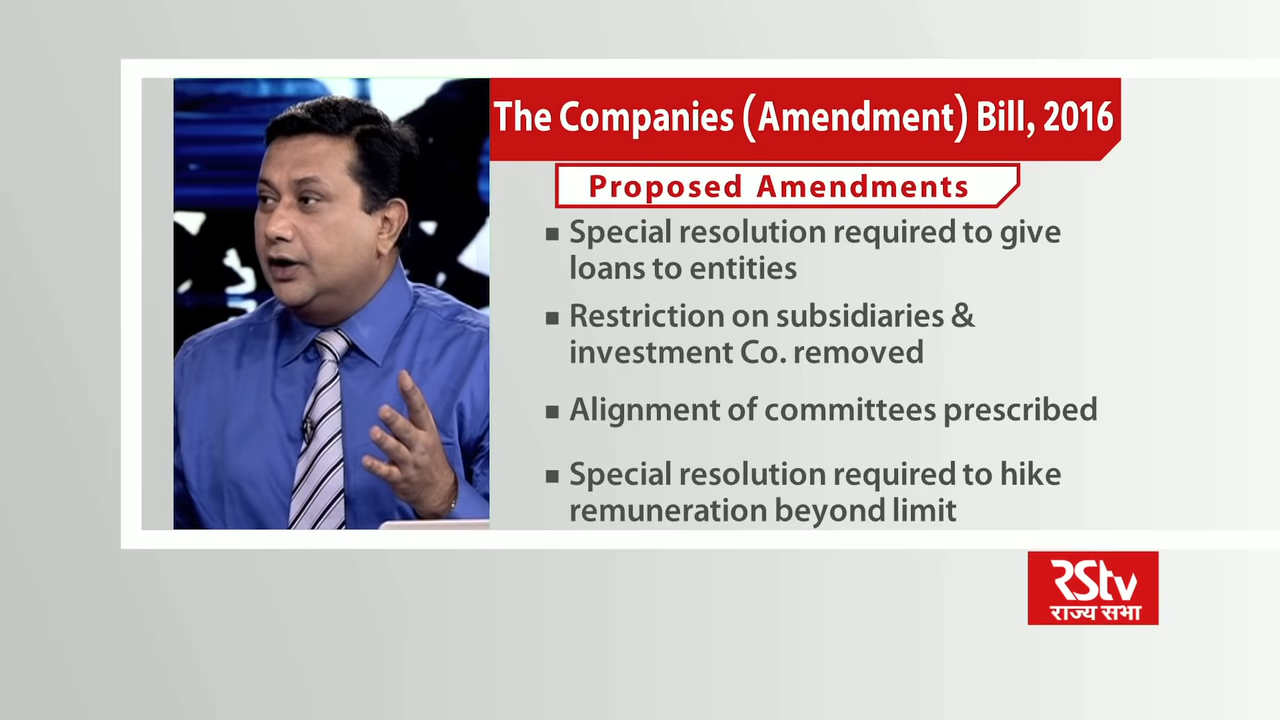 The Companies (Amendment) Bill, 2016
Proposed Amendments
▪ Special resolution required to give
loans to entities
▪ Restriction on subsidiaries &
investment Co. removed
▪ Alignment of committees prescribed
▪ Special resolution required to hike
remuneration beyond limit
RStv
राज्य सभा